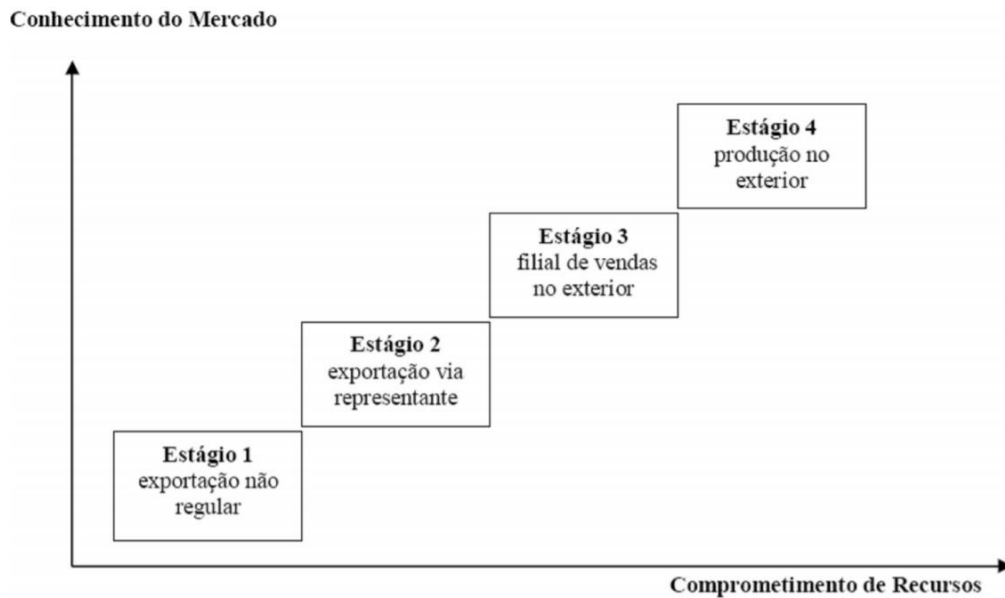 Conhecimento do Mercado
Estágio 4
produção no
exterior
Estágio 3
filial de vendas
no exterior
Estágio 2
exportação via
representante
Estágio 1
exportação não
regular
Comprometimento de Recursos